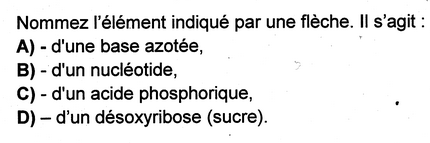 Nommez l'élément indiqué par une flèche. Il s'agit :
A) - d'une base azotée,
B) - d'un nucléotide,
C) - d'un acide phosphorique,
D) – d'un désoxyribose (sucre).